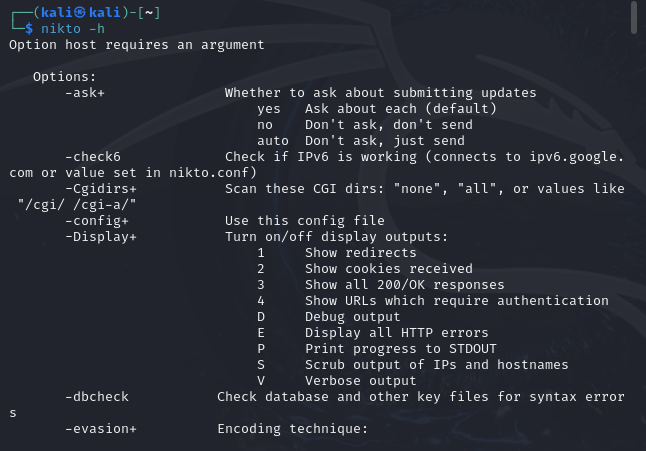 ┌──(kali㉿kali)-[~]
└─$ nikto -h
Option host requires an argument

   Options:
       -ask+               Whether to ask about submitting updates
                               yes   Ask about each (default)
                               no    Don't ask, don't send
                               auto  Don't ask, just send
       -check6             Check if IPv6 is working (connects to ipv6.google.
com or value set in nikto.conf)
       -Cgidirs+           Scan these CGI dirs: "none", "all", or values like
 "/cgi/ /cgi-a/"
       -config+            Use this config file
       -Display+           Turn on/off display outputs:
                               1     Show redirects
                               2     Show cookies received
                               3     Show all 200/OK responses
                               4     Show URLs which require authentication
                               D     Debug output
                               E     Display all HTTP errors
                               P     Print progress to STDOUT
                               S     Scrub output of IPs and hostnames
                               V     Verbose output
       -dbcheck           Check database and other key files for syntax error
s
       -evasion+          Encoding technique: